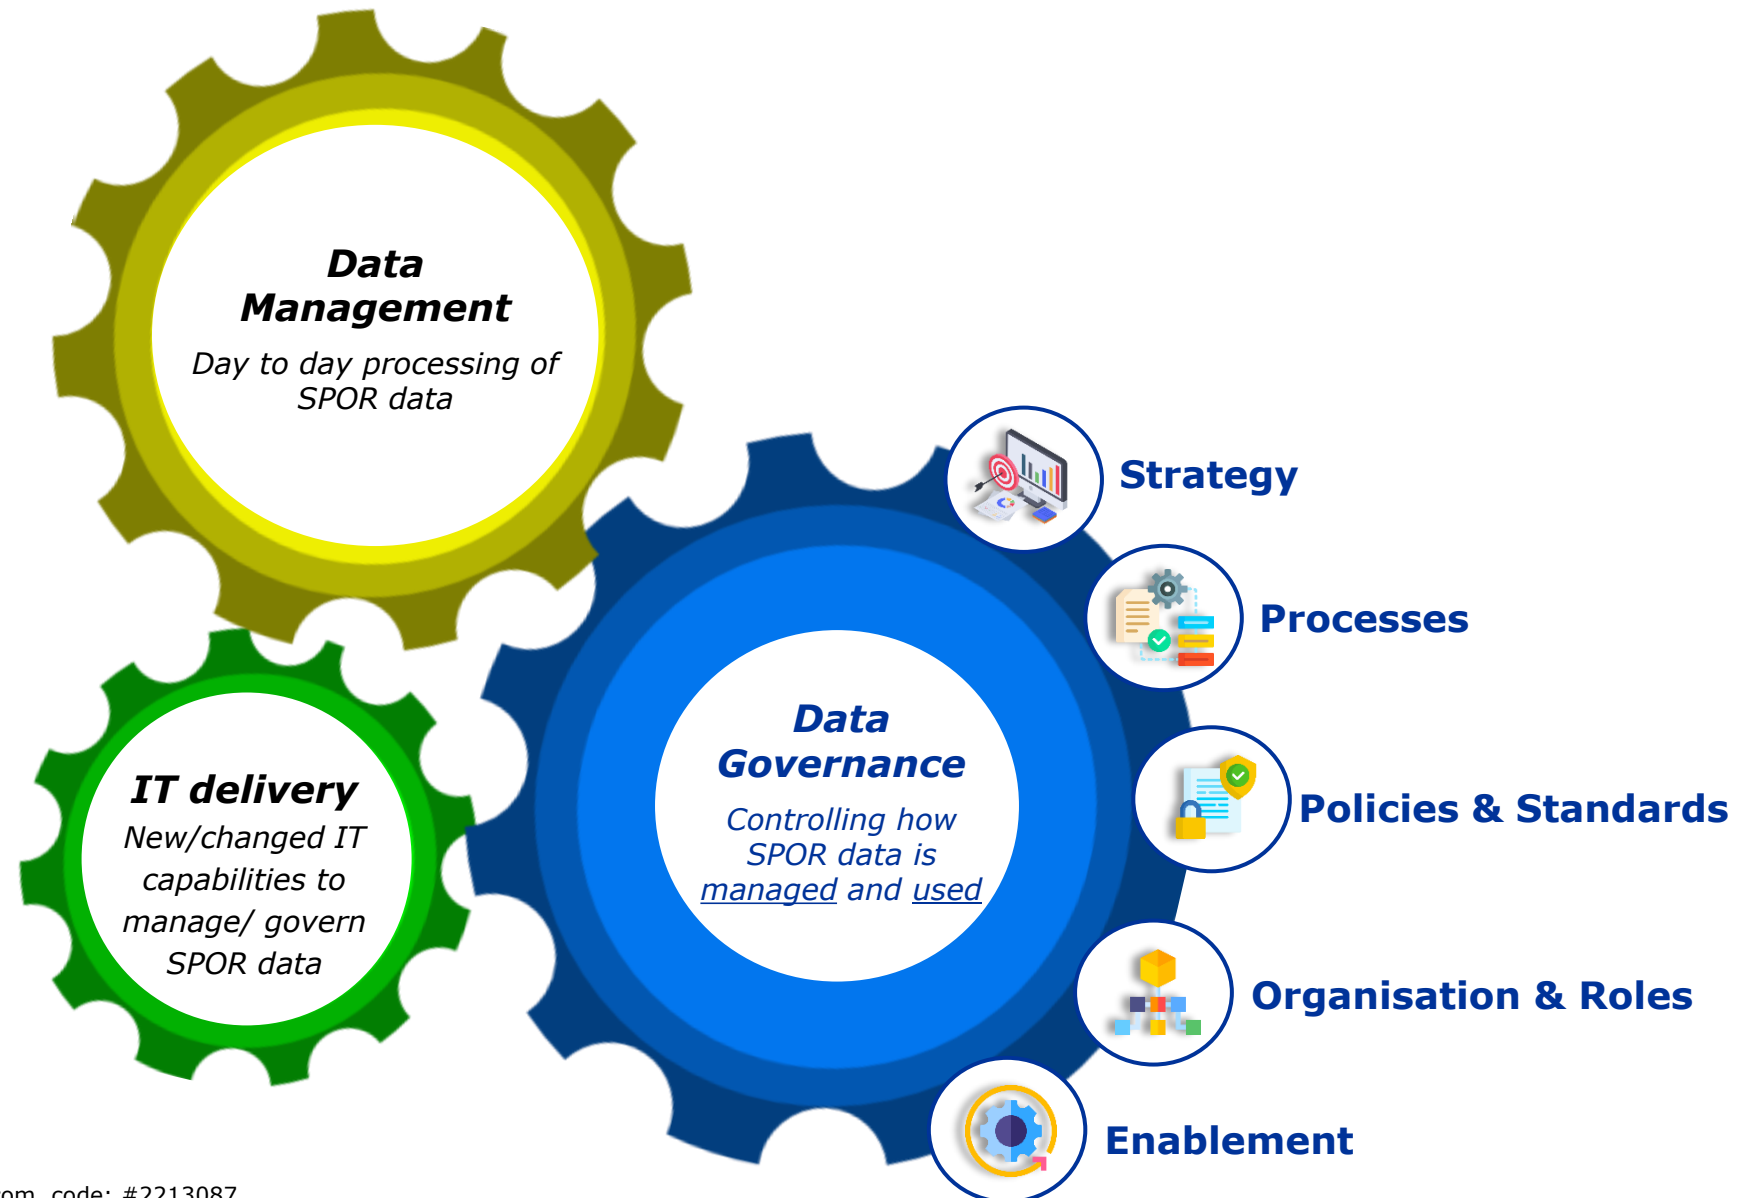 Data
Management
Day to day processing of
SPOR data
Strategy
Processes
Data
Governance
Controlling how
SPOR data is
managed and used
IT delivery
New/changed IT
capabilities to
manage/ govern
SPOR data
Policies & Standards
Organisation & Roles
Enablement
code: #2213087